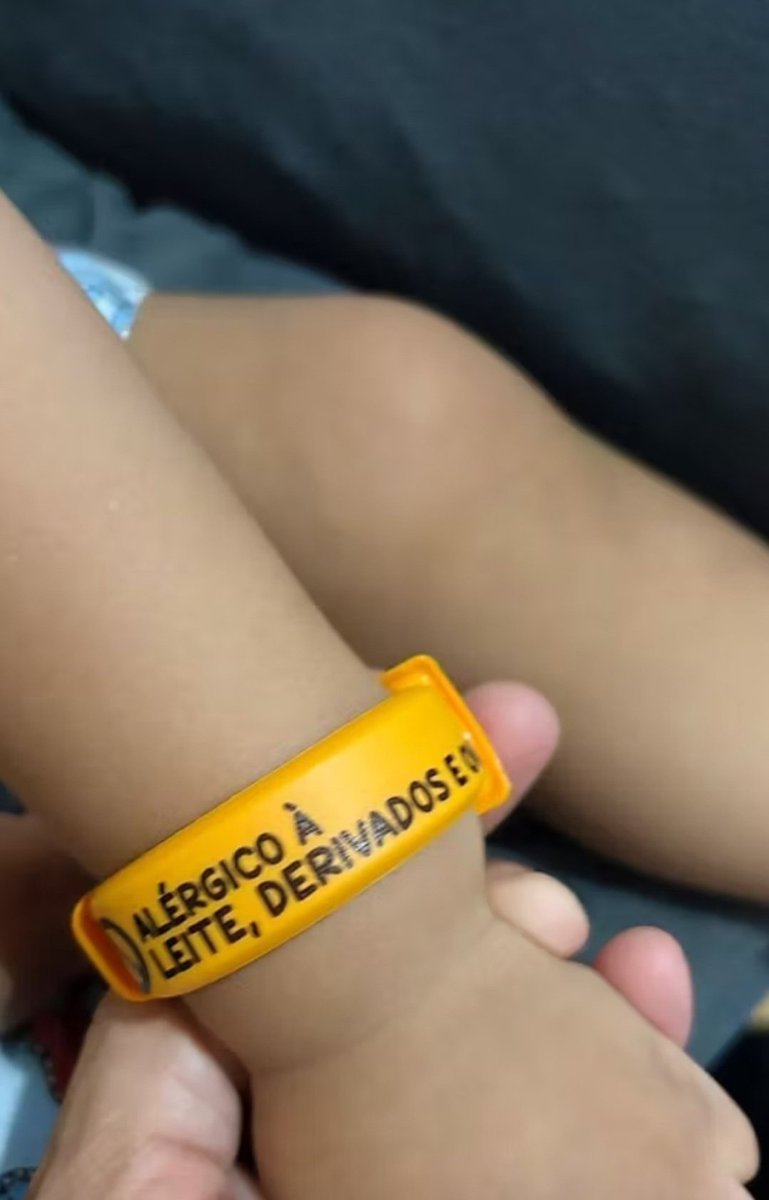 ALÉRGICO À
LEITE, DERIVADOS E